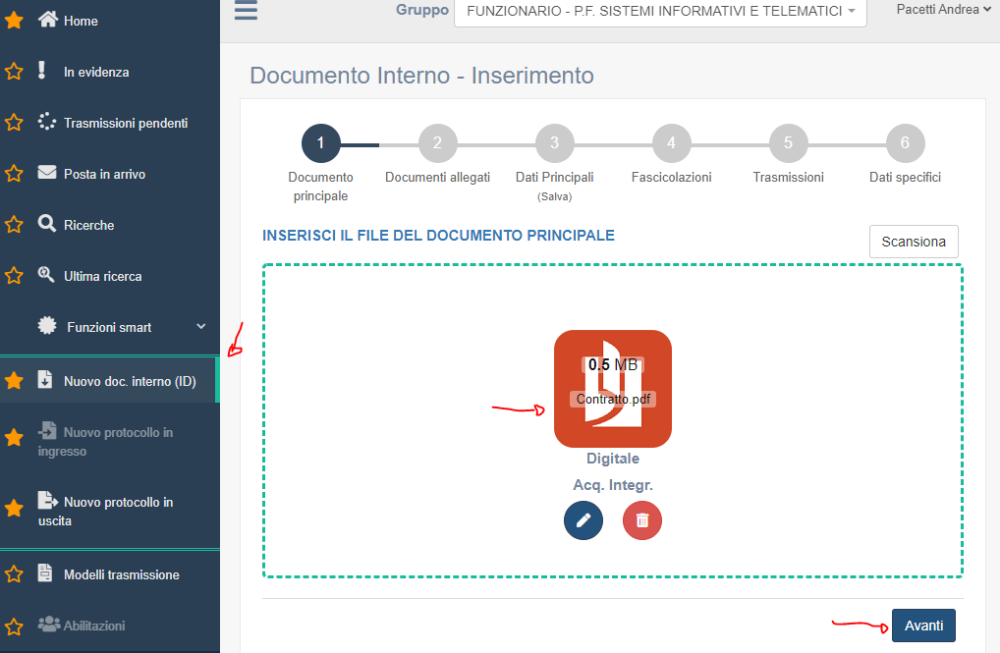 Home
In evidenza
Trasmissioni pendenti
Posta in arrivo
Ricerche
Ultima ricerca
Funzioni smart
Nuovo doc. interno (ID)
Nuovo protocollo in
ingresso
Nuovo protocollo in
uscita
Modelli trasmissione
Abilitazioni
Gruppo FUNZIONARIO - P.F. SISTEMI INFORMATIVI E TELEMATICI Pacetti Andrea
Documento Interno - Inserimento
1 2 3 4 5 6
Documento Documenti allegati Dati Principali Fascicolazioni Trasmissioni Dati specifici
principale (Salva)
INSERISCI IL FILE DEL DOCUMENTO PRINCIPALE
Scansiona
0.5 MB
Contratto.pdf
Digitale
Acq. Integr.
Avanti